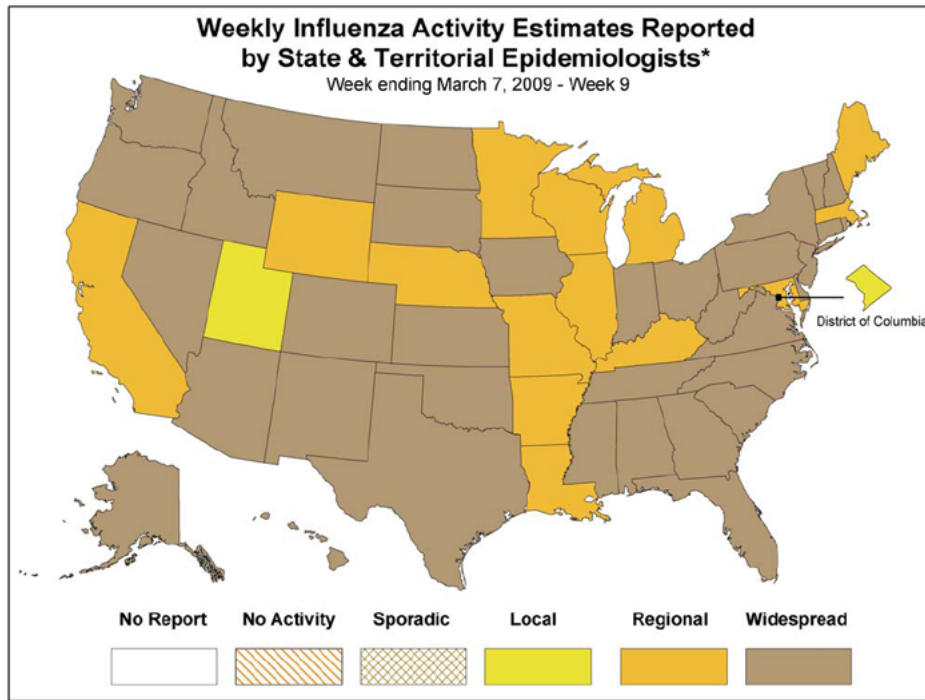 Weekly Influenza Activity Estimates Reported
by State & Territorial Epidemiologists*
Week ending March 7, 2009 - Week 9
District of Columbia
No Report No Activity Sporadic Local Regional Widespread